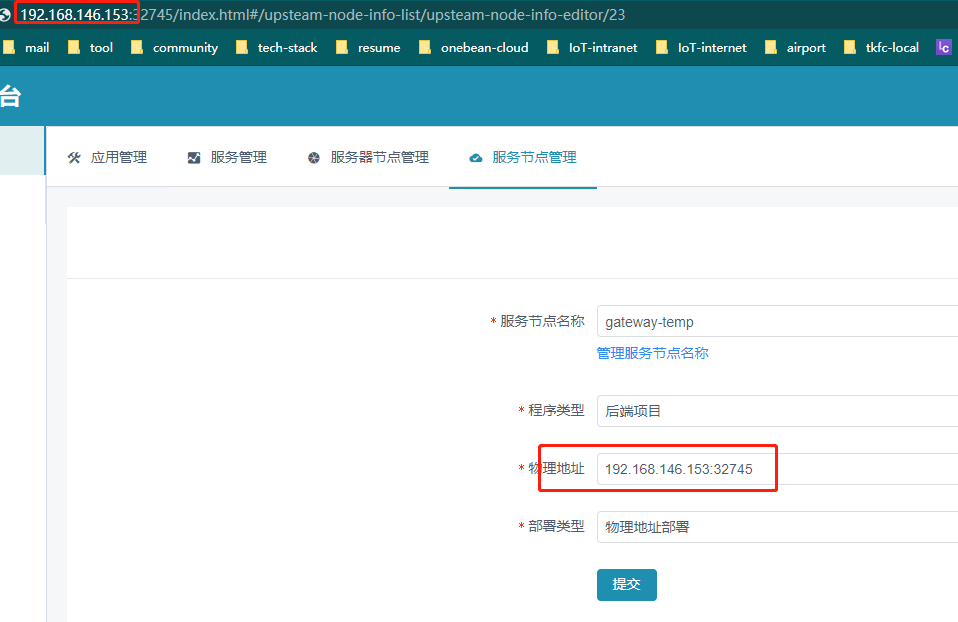 192.168.146.153:32745/index.html#/upsteam-node-info-list/upsteam-node-info-editor/23
mail tool community tech-stack resume onebean-cloud IoT-intranet IoT-internet airport tkfc-local lc
台
应用管理 服务管理 服务器节点管理 服务节点管理
* 服务节点名称 gateway-temp
管理服务节点名称
* 程序类型 后端项目
* 物理地址 192.168.146.153:32745
* 部署类型 物理地址部署
提交